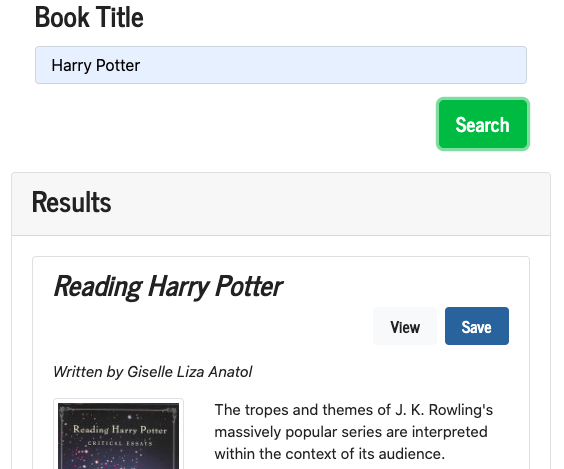 Book Title
Harry Potter
Search
Results
Reading Harry Potter
View Save
Written by Giselle Liza Anatol
Reading Harry Potter
CRITICAL ESSAYS
The tropes and themes of J. K. Rowling's
massively popular series are interpreted
within the context of its audience.